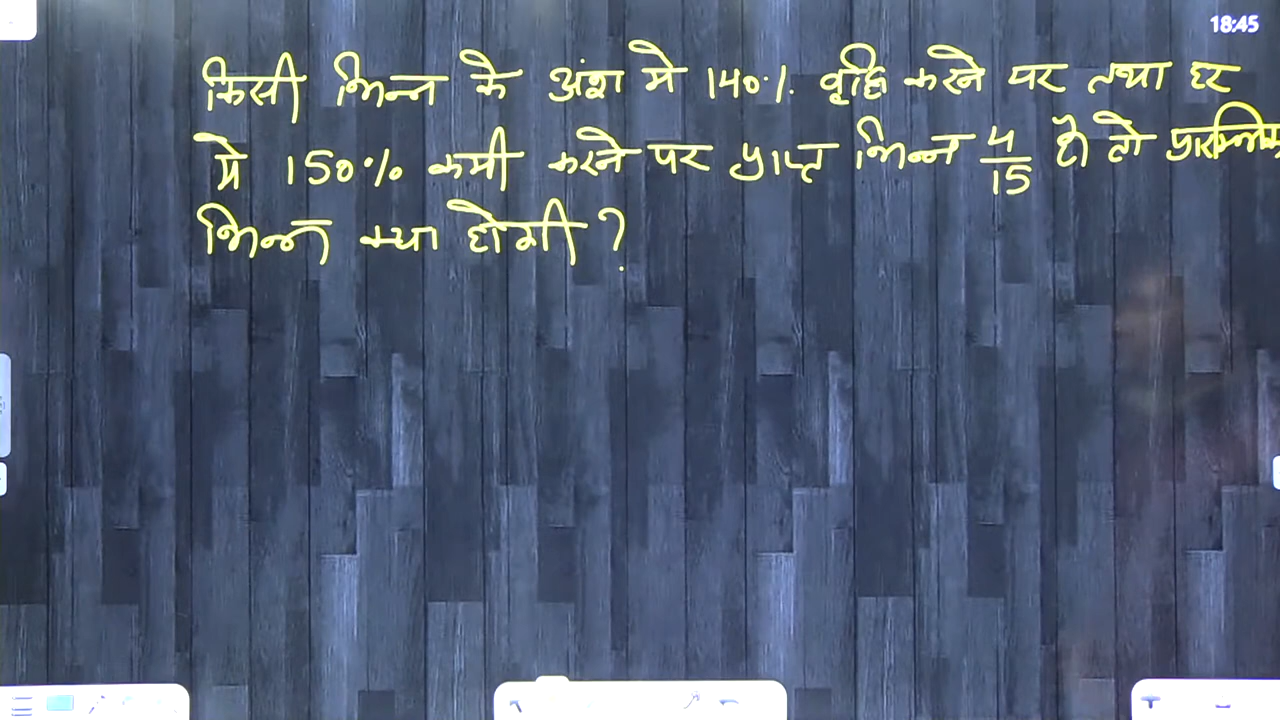 18:45
किसी भिन्न के अंश मे 140% वृद्धि करने पर तथा हर
मे 150% कमी करने पर प्राप्त भिन्न 4/15 हो तो प्रारम्भिक
भिन्न क्या होगी ?